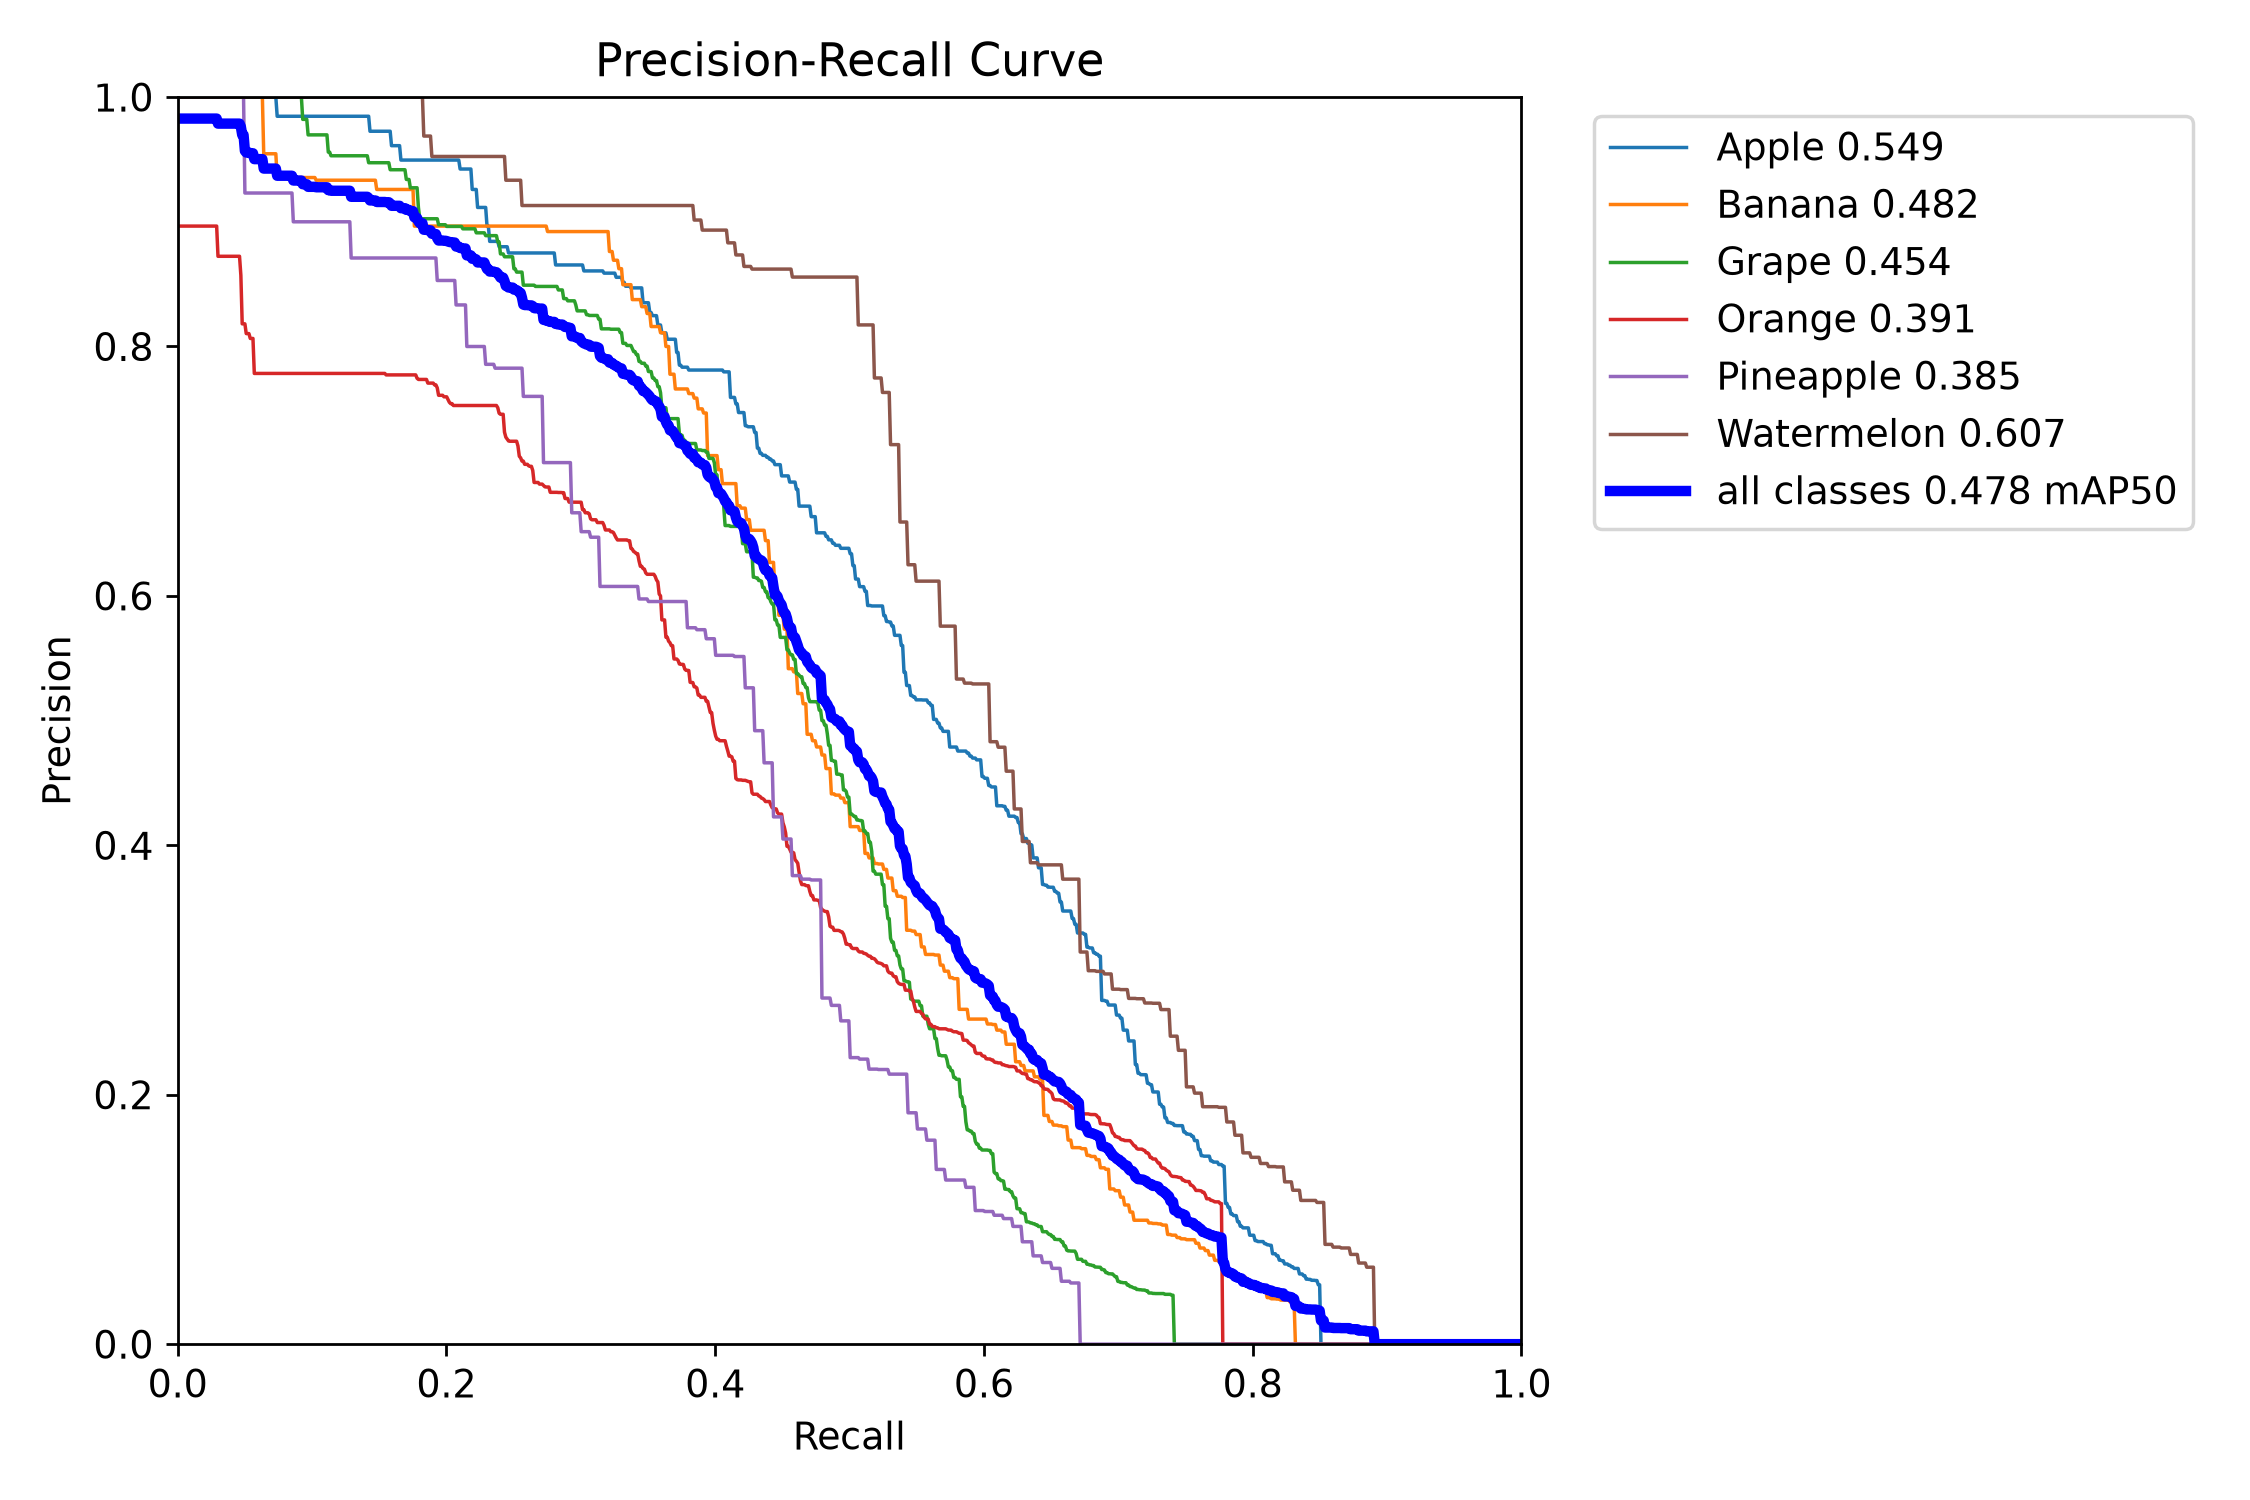 Precision-Recall Curve
1.0
0.8
0.6
0.4
0.2
0.0
Precision
0.0 0.2 0.4 0.6 0.8 1.0
Recall
Apple 0.549
Banana 0.482
Grape 0.454
Orange 0.391
Pineapple 0.385
Watermelon 0.607
all classes 0.478 mAP50